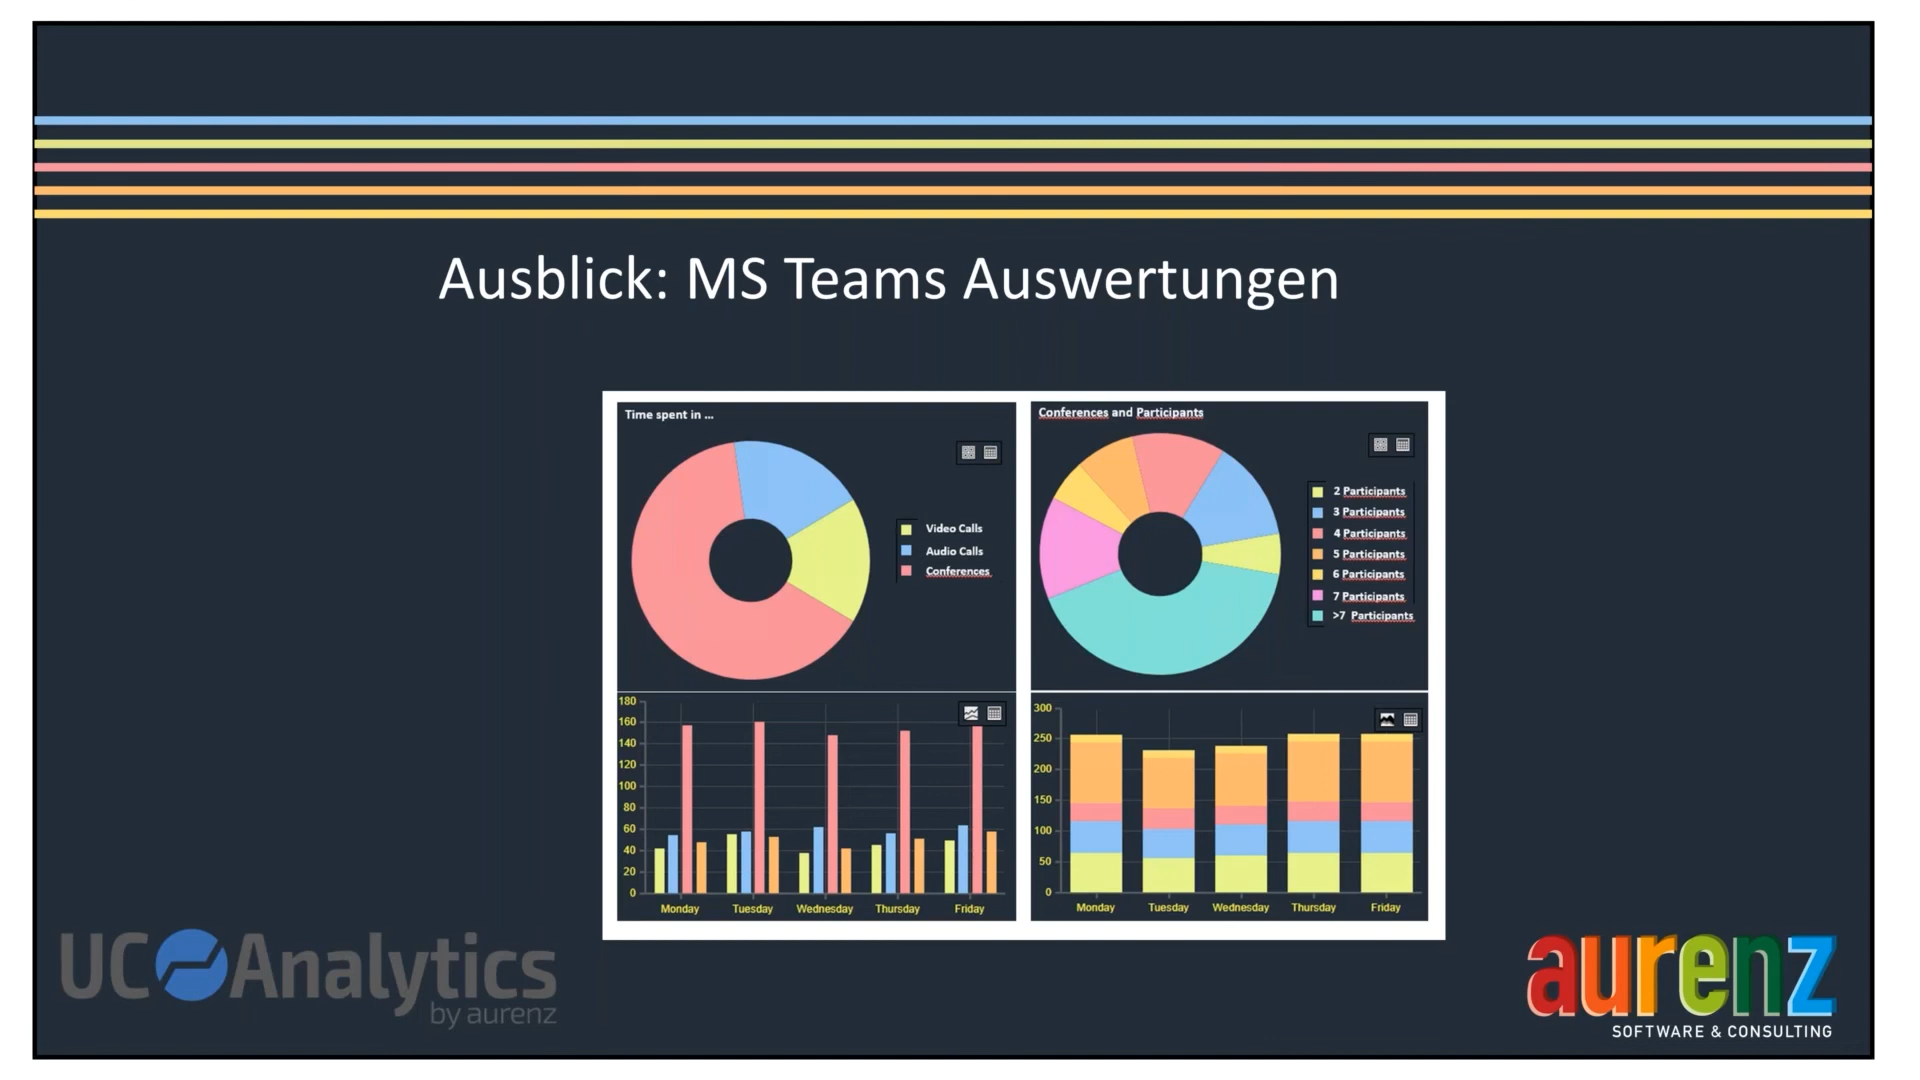 Ausblick: MS Teams Auswertungen
Time spent in ...
Video Calls
Audio Calls
Conferences
Conferences and Participants
2 Participants
3 Participants
4 Participants
5 Participants
6 Participants
7 Participants
>7 Participants
180
160
140
120
100
80
60
40
20
0
Monday Tuesday Wednesday Thursday Friday
300
250
200
150
100
50
0
Monday Tuesday Wednesday Thursday Friday
UC Analytics
by aurenz
aurenz
SOFTWARE & CONSULTING